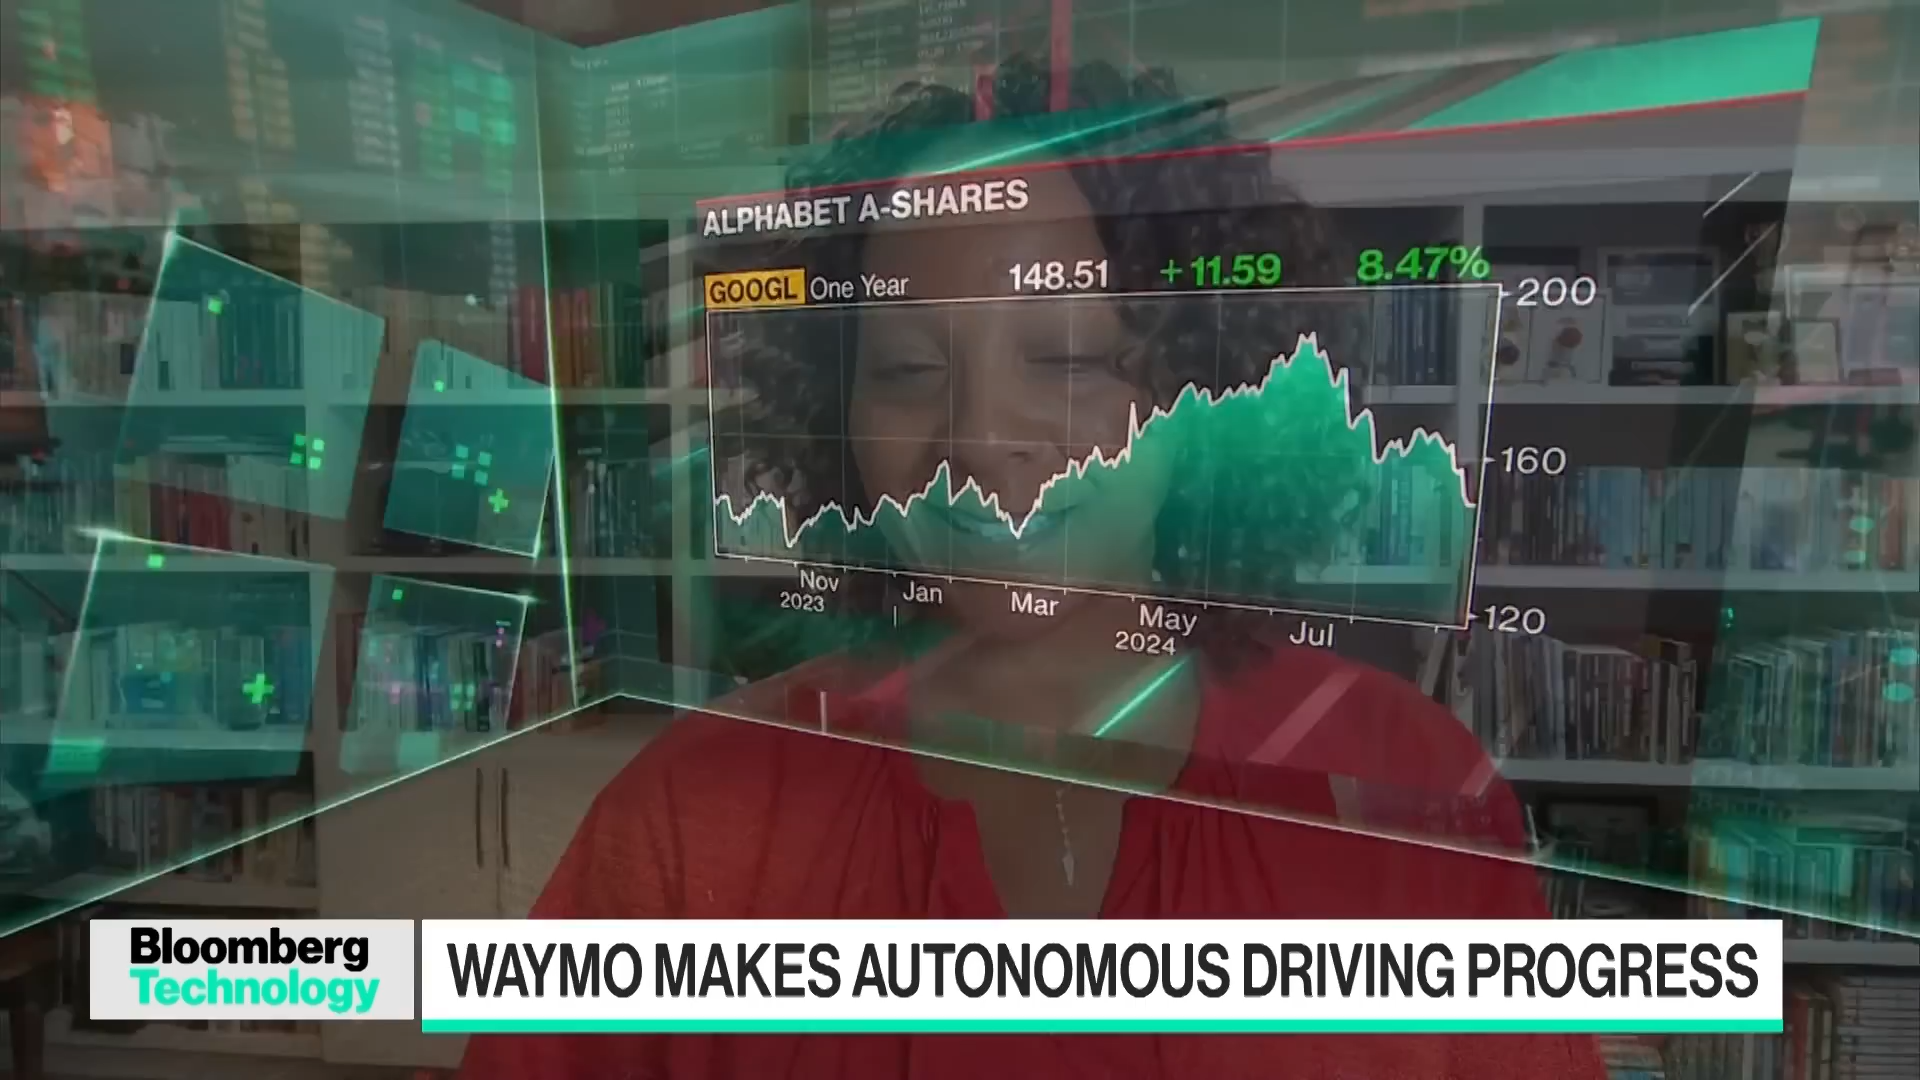 ALPHABET A-SHARES
GOOGL One Year 148.51 +11.59 8.47%
200
160
120
Nov Jan Mar May Jul
2023 2024
Bloomberg
Technology
WAYMO MAKES AUTONOMOUS DRIVING PROGRESS